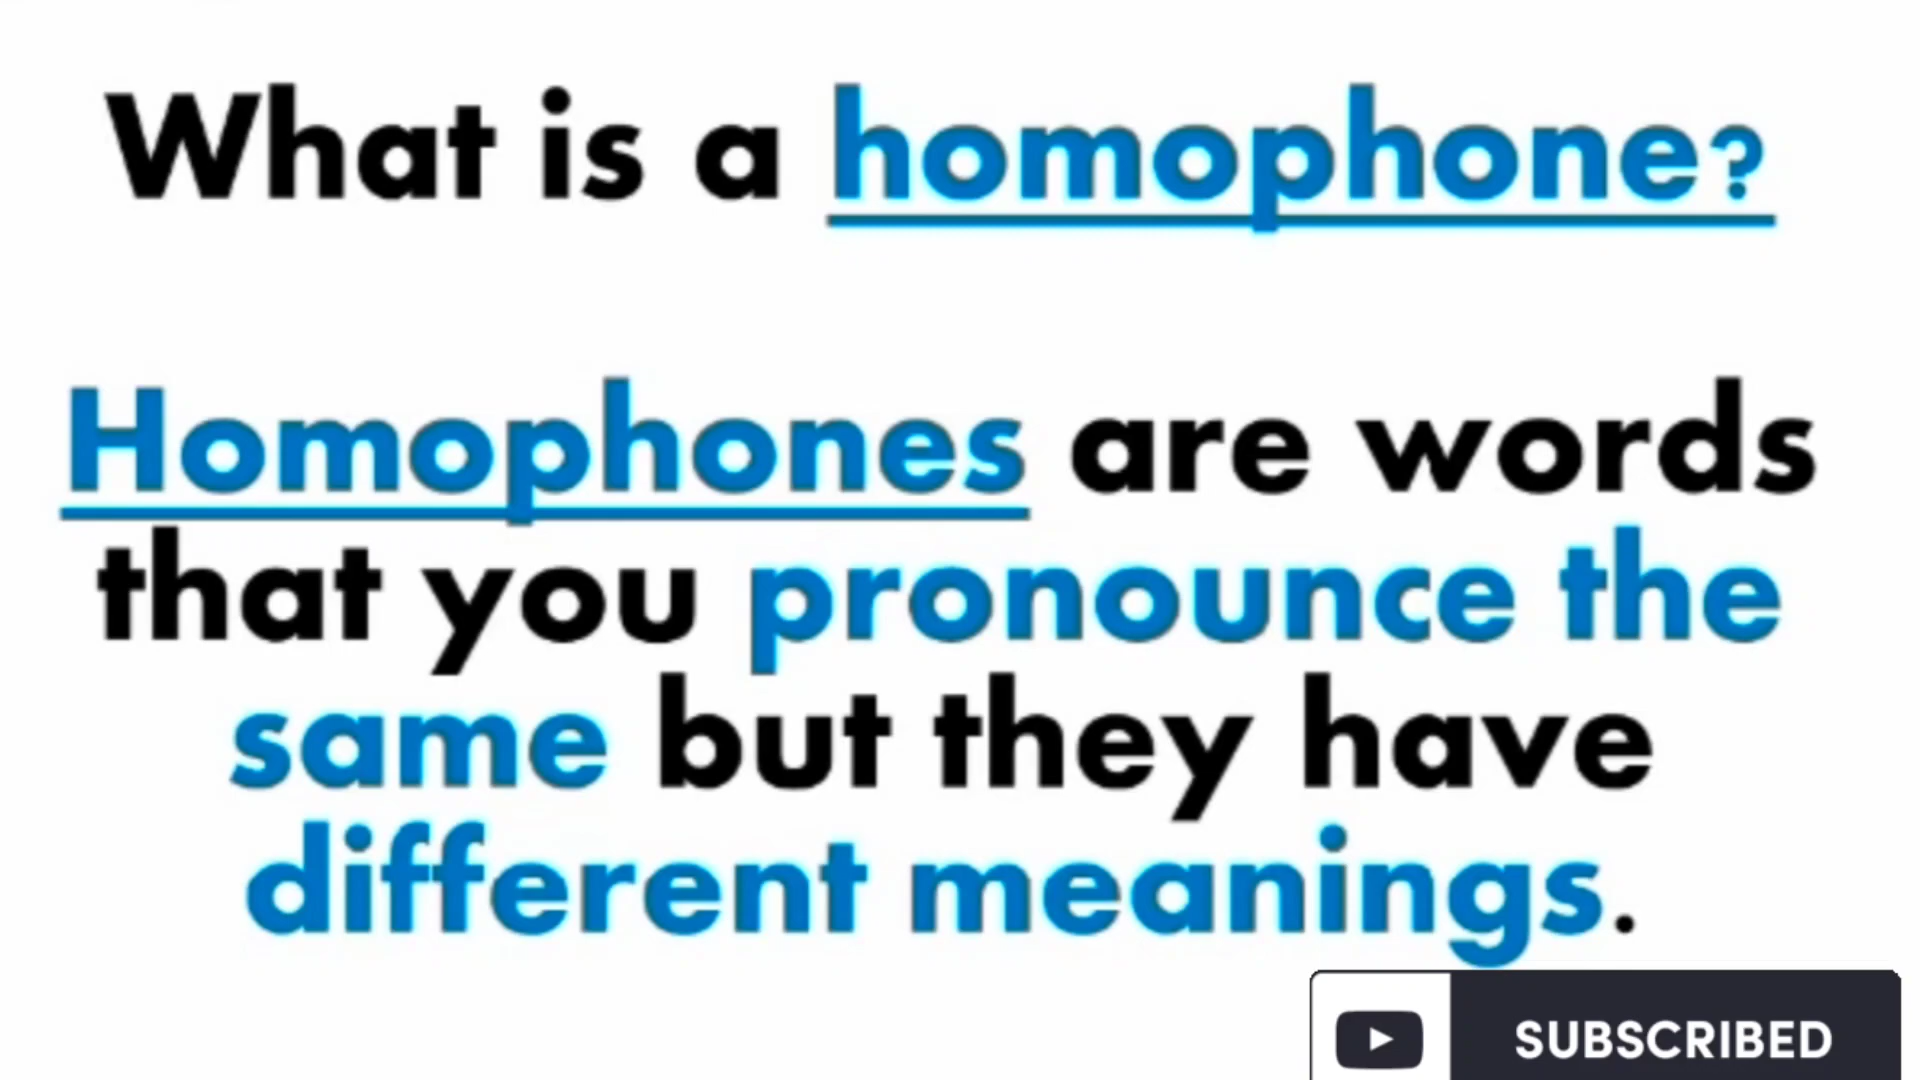 What is a homophone?
Homophones are words
that you pronounce the
same but they have
different meanings.
SUBSCRIBED